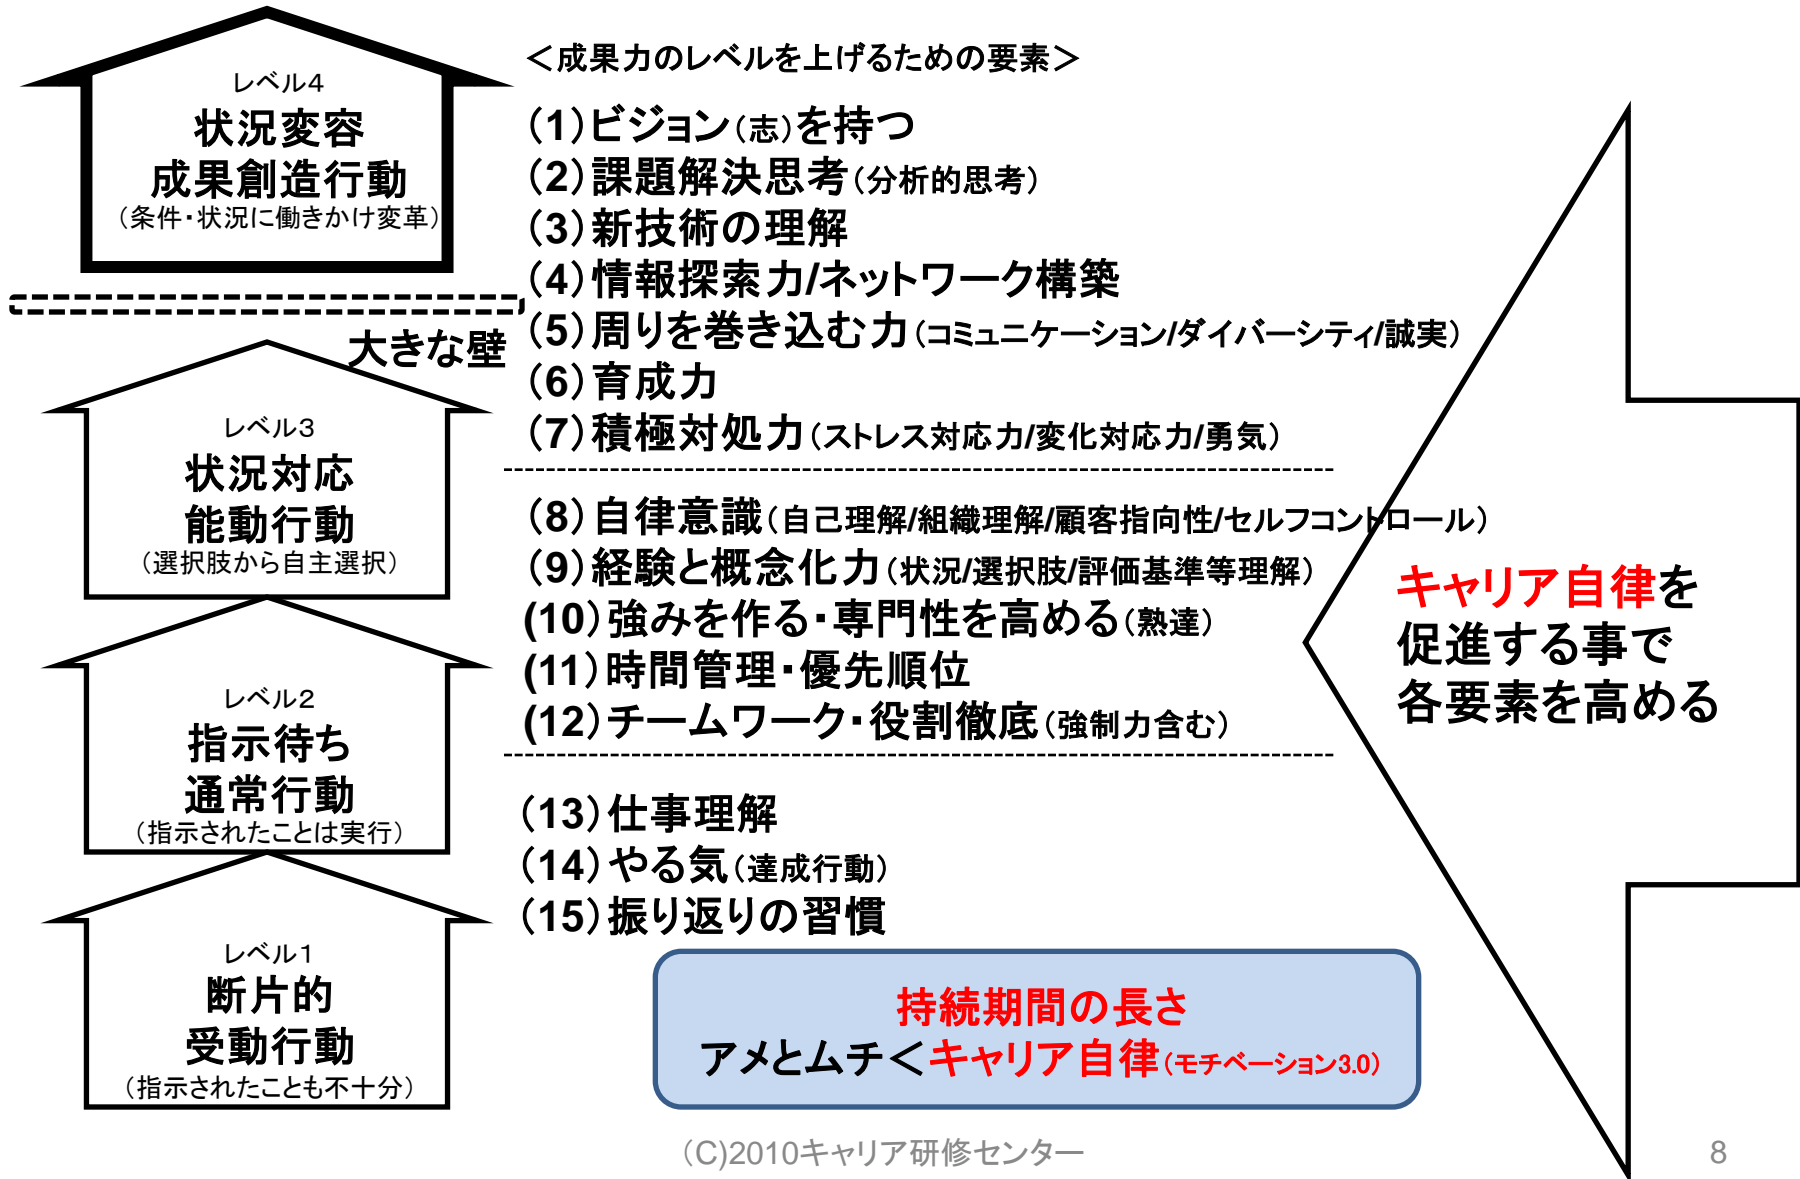 レベル4
状況変容
成果創造行動
（条件・状況に働きかけ変革）
大きな壁
レベル3
状況対応
能動行動
（選択肢から自主選択）
レベル2
指示待ち
通常行動
（指示されたことは実行）
レベル1
断片的
受動行動
（指示されたことも不十分）
＜成果力のレベルを上げるための要素＞
（1）ビジョン（志）を持つ
（2）課題解決思考（分析的思考）
（3）新技術の理解
（4）情報探索力/ネットワーク構築
（5）周りを巻き込む力（コミュニケーション/ダイバーシティ/誠実）
（6）育成力
（7）積極対処力（ストレス対応力/変化対応力/勇気）
（8）自律意識（自己理解/組織理解/顧客指向性/セルフコントロール）
（9）経験と概念化力（状況/選択肢/評価基準等理解）
(10）強みを作る・専門性を高める（熟達）
(11）時間管理・優先順位
(12）チームワーク・役割徹底（強制力含む）
（13）仕事理解
（14）やる気（達成行動）
（15）振り返りの習慣
キャリア自律を
促進する事で
各要素を高める
持続期間の長さ
アメとムチ＜キャリア自律（モチベーション3.0）
（C)2010キャリア研修センター
8